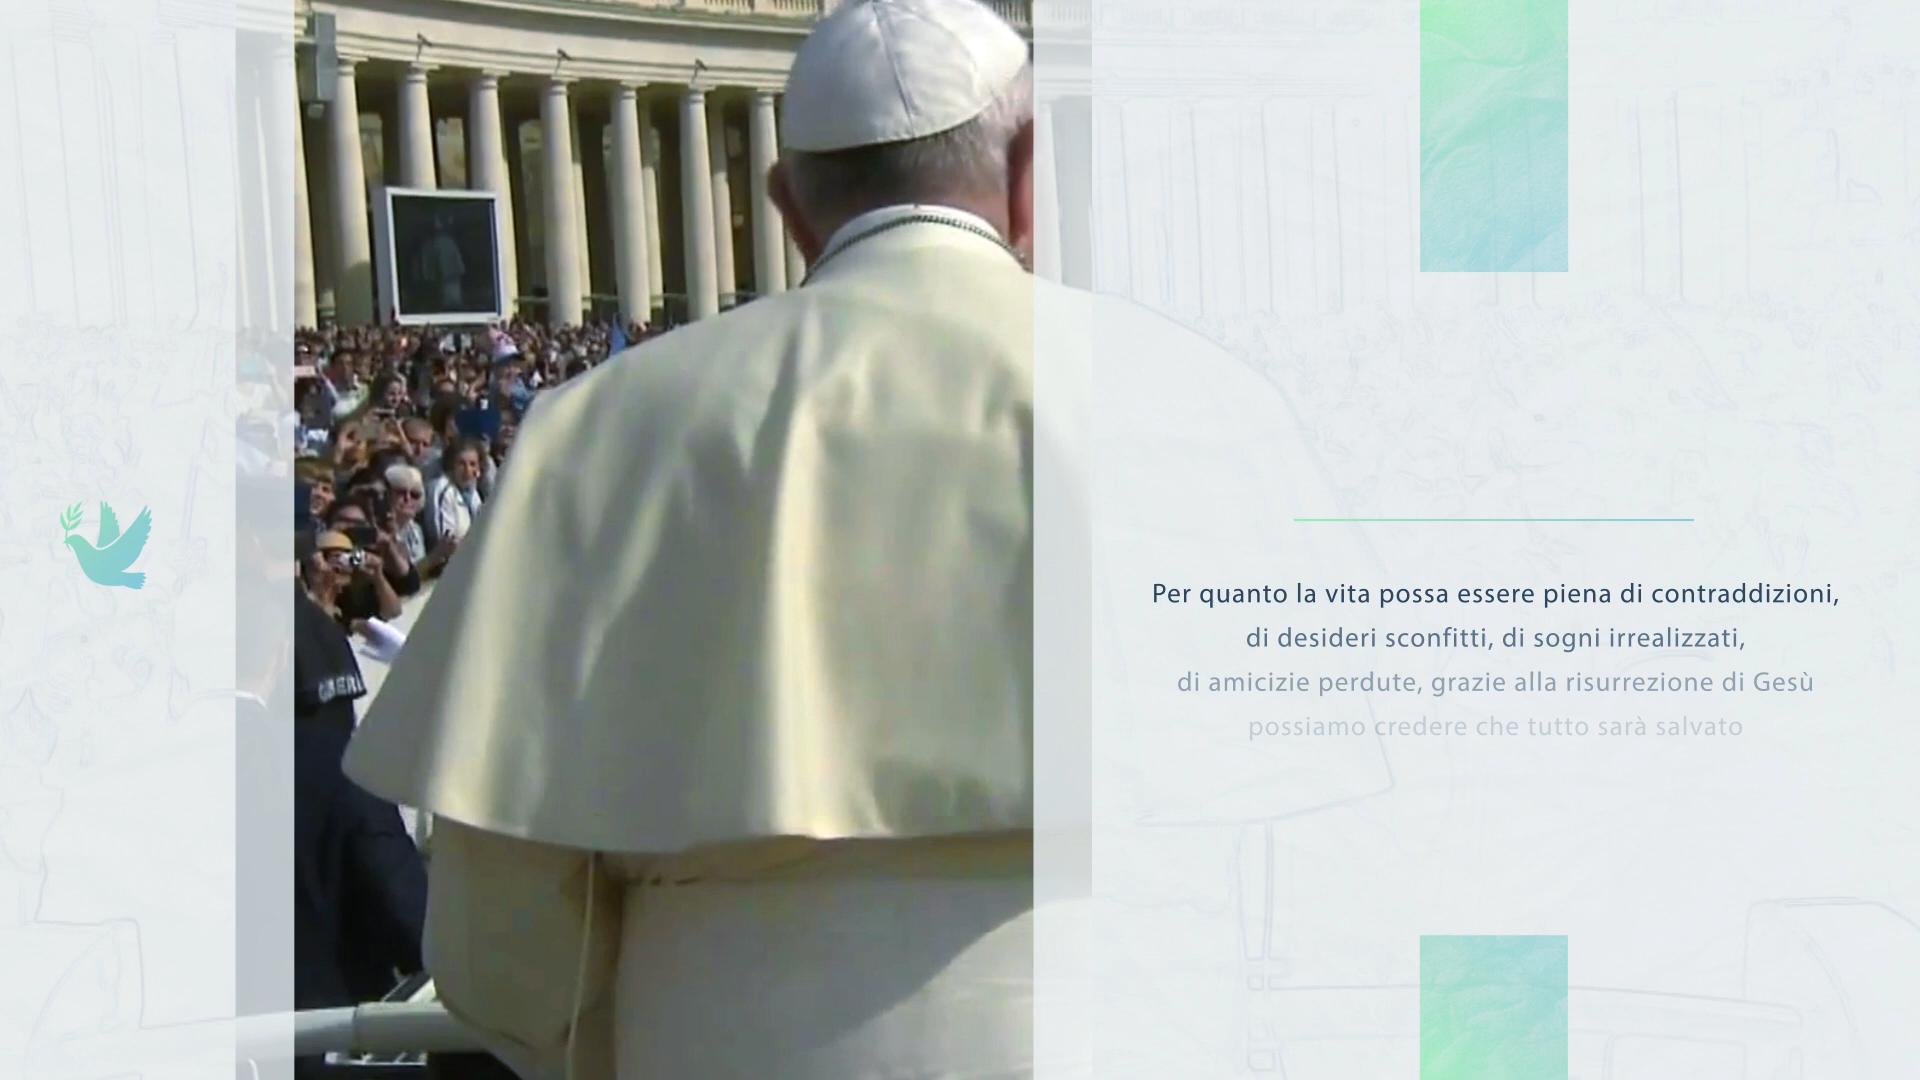 Per quanto la vita possa essere piena di contraddizioni,
di desideri sconfitti, di sogni irrealizzati,
di amicizie perdute, grazie alla risurrezione di Gesù
possiamo credere che tutto sarà salvato